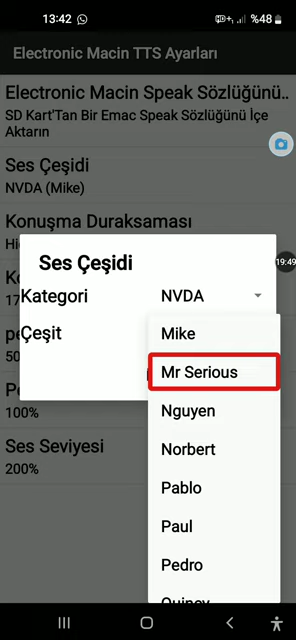 13:42
%48
Electronic Macin TTS Ayarları
Electronic Macin Speak Sözlüğünü..
SD Kart'Tan Bir Emac Speak Sözlüğünü İçe
Aktarın
Ses Çeşidi
NVDA (Mike)
Konuşma Duraksaması
19:49
Ses Çeşidi
Kategori
NVDA
Çeşit
Mike
Mr Serious
Nguyen
Norbert
Pablo
Paul
Pedro
Quincy
100%
Ses Seviyesi
200%